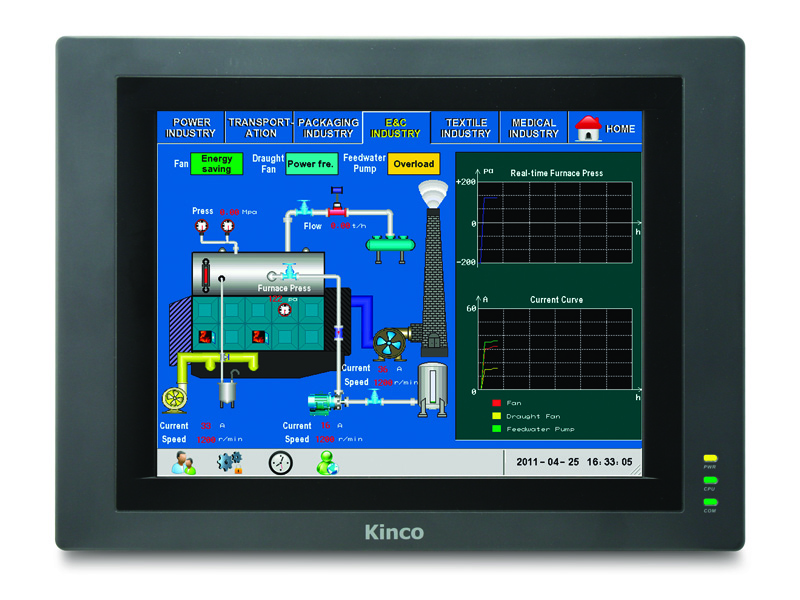 POWER INDUSTRY
TRANSPORT-ATION
PACKAGING INDUSTRY
E&C INDUSTRY
TEXTILE INDUSTRY
MEDICAL INDUSTRY
HOME
Fan
Energy saving
Draught Fan
Power fre.
Feedwater Pump
Overload
Press
Mpa
Flow
t/h
Furnace Press
pa
Current
A
Speed
r/min
Current
A
Speed
r/min
Current
A
Speed
r/min
Real-time Furnace Press
pa
+200
0
-200
h
Current Curve
A
60
0
h
Fan
Draught Fan
Feedwater Pump
2011-04-25 16:33:05
PWR
CPU
COM
Kinco